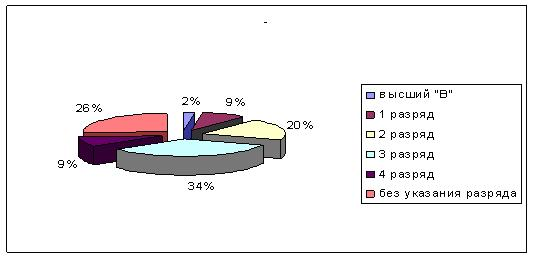 -
2%
9%
20%
34%
9%
26%
высший "В"
1 разряд
2 разряд
3 разряд
4 разряд
без указания разряда